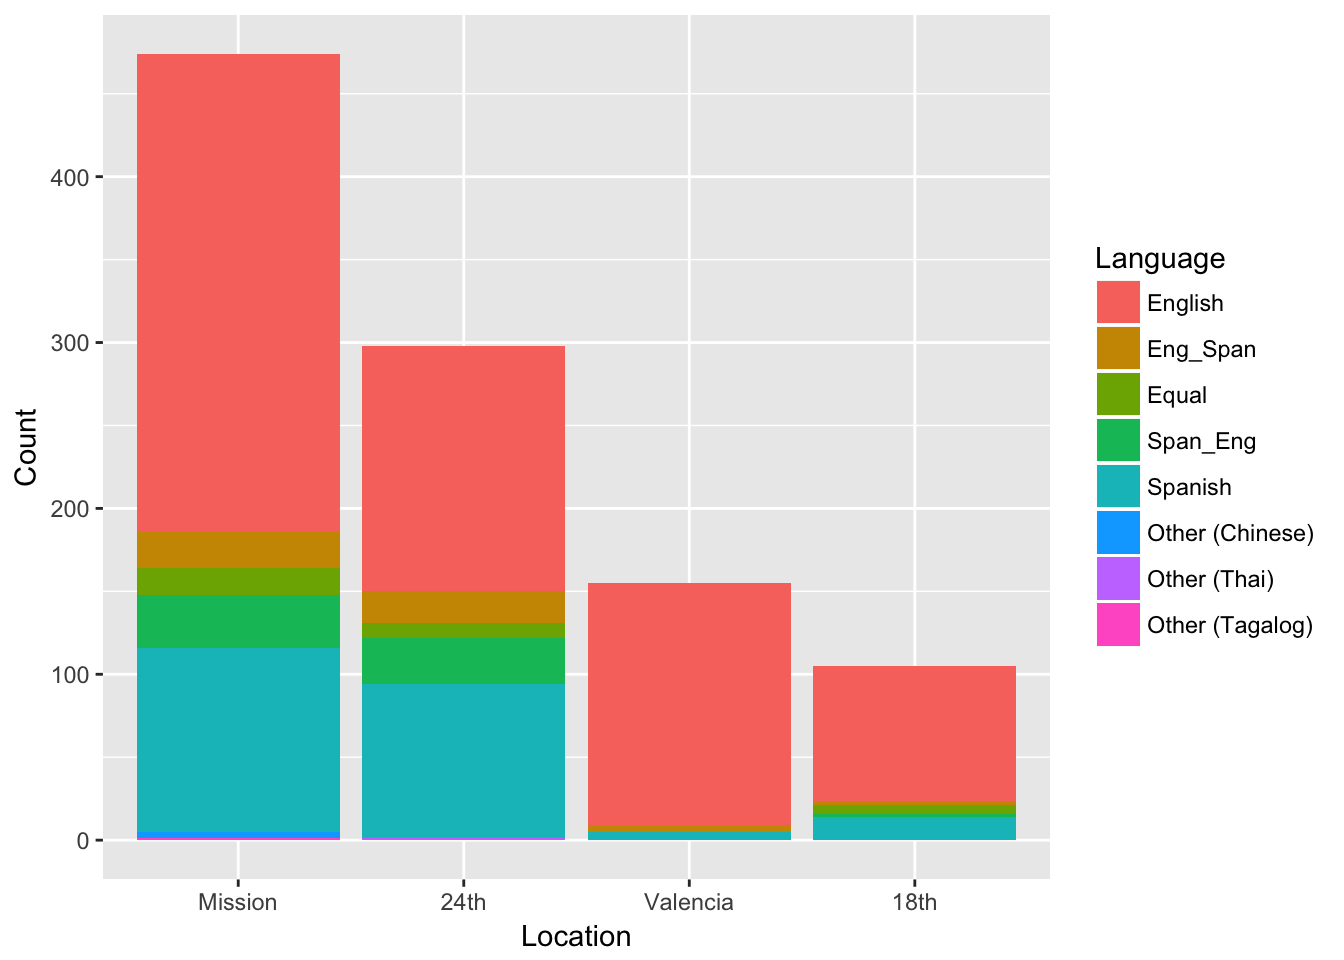 400
300
200
100
0
Count
Mission 24th Valencia 18th
Location
Language
English
Eng_Span
Equal
Span_Eng
Spanish
Other (Chinese)
Other (Thai)
Other (Tagalog)